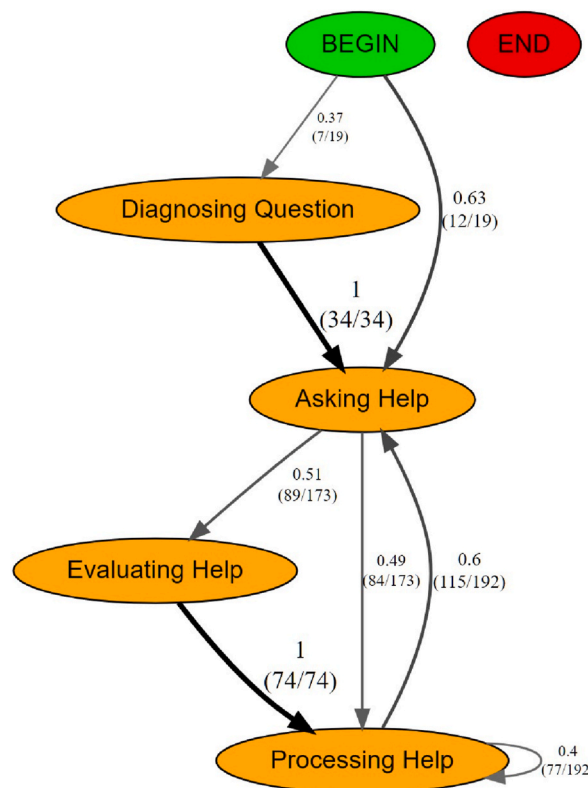 BEGIN
END
0.37
(7/19)
Diagnosing Question
0.63
(12/19)
1
(34/34)
Asking Help
0.51
(89/173)
Evaluating Help
0.49
(84/173)
0.6
(115/192)
1
(74/74)
Processing Help
0.4
(77/192